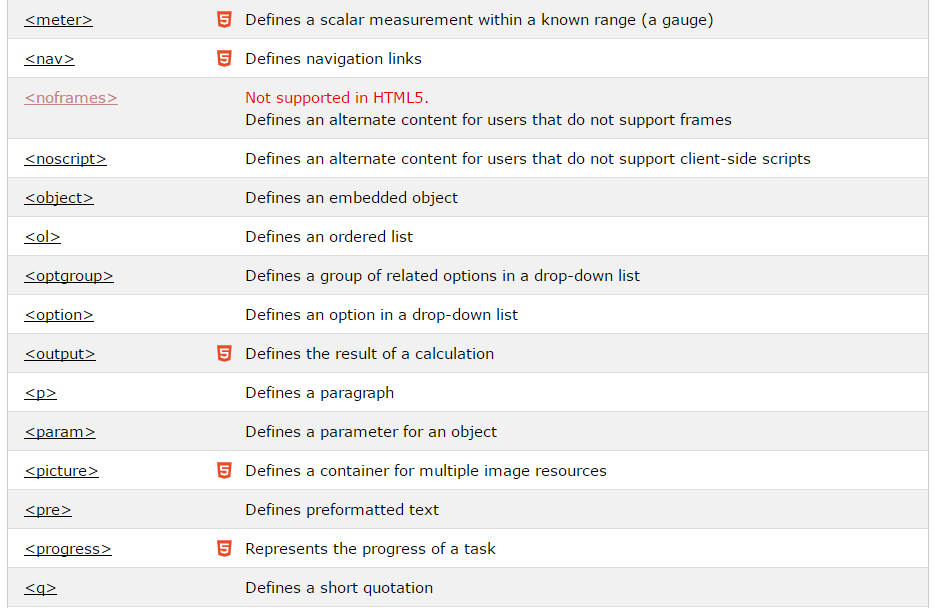 <meter> 5 Defines a scalar measurement within a known range (a gauge)
<nav> 5 Defines navigation links
<noframes> Not supported in HTML5.
Defines an alternate content for users that do not support frames
<noscript> Defines an alternate content for users that do not support client-side scripts
<object> Defines an embedded object
<ol> Defines an ordered list
<optgroup> Defines a group of related options in a drop-down list
<option> Defines an option in a drop-down list
<output> 5 Defines the result of a calculation
<p> Defines a paragraph
<param> Defines a parameter for an object
<picture> 5 Defines a container for multiple image resources
<pre> Defines preformatted text
<progress> 5 Represents the progress of a task
<q> Defines a short quotation